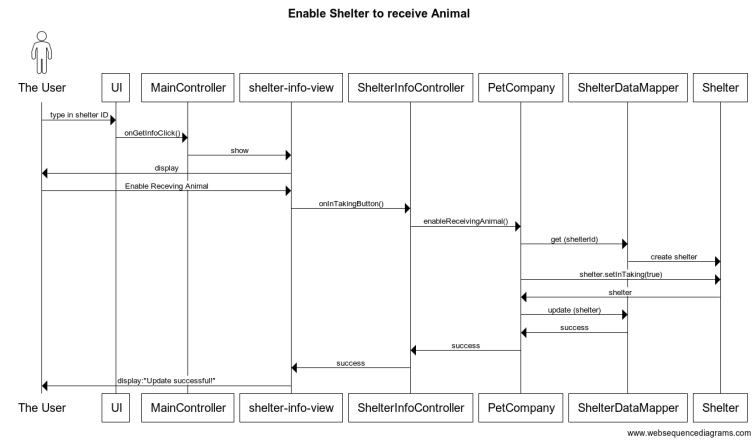 Enable Shelter to receive Animal
The User UI MainController shelter-info-view ShelterInfoController PetCompany ShelterDataMapper Shelter
type in shelter ID
onGetInfoClick()
show
display
Enable Receving Animal
onInTakingButton()
enableReceivingAnimal()
get (shelterId)
create shelter
shelter.setInTaking(true)
shelter
update (shelter)
success
success
success
display:"Update successful!"
The User UI MainController shelter-info-view ShelterInfoController PetCompany ShelterDataMapper Shelter
www.websequencediagrams.com